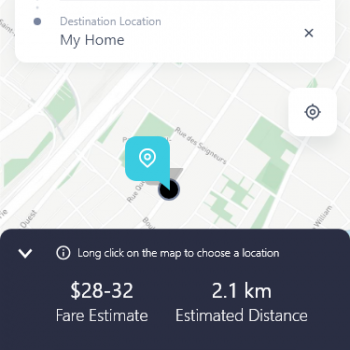 Destination Location
My Home
Rue des Seigneurs
Rue
Ouest
William.
Long click on the map to choose a location
$28-32
2.1 km
Fare Estimate
Estimated Distance